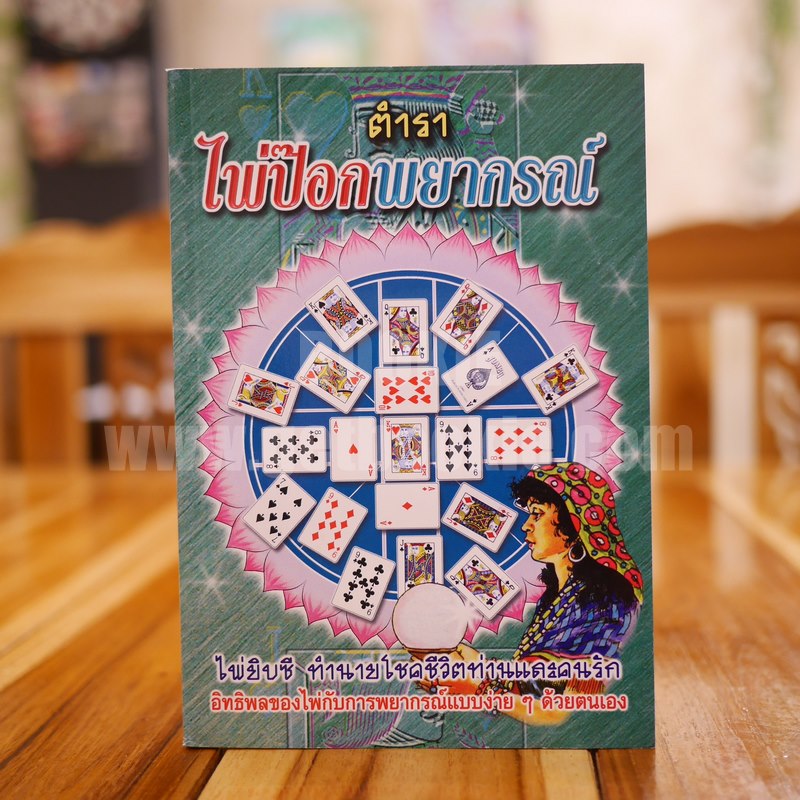 ตำรา
ไพ่ป๊อกพยากรณ์
ไพ่ยิบซี ทำนายโชคชีวิตท่านและคนรัก
อิทธิพลของไพ่กับการพยากรณ์แบบง่าย ๆ ด้วยตนเอง